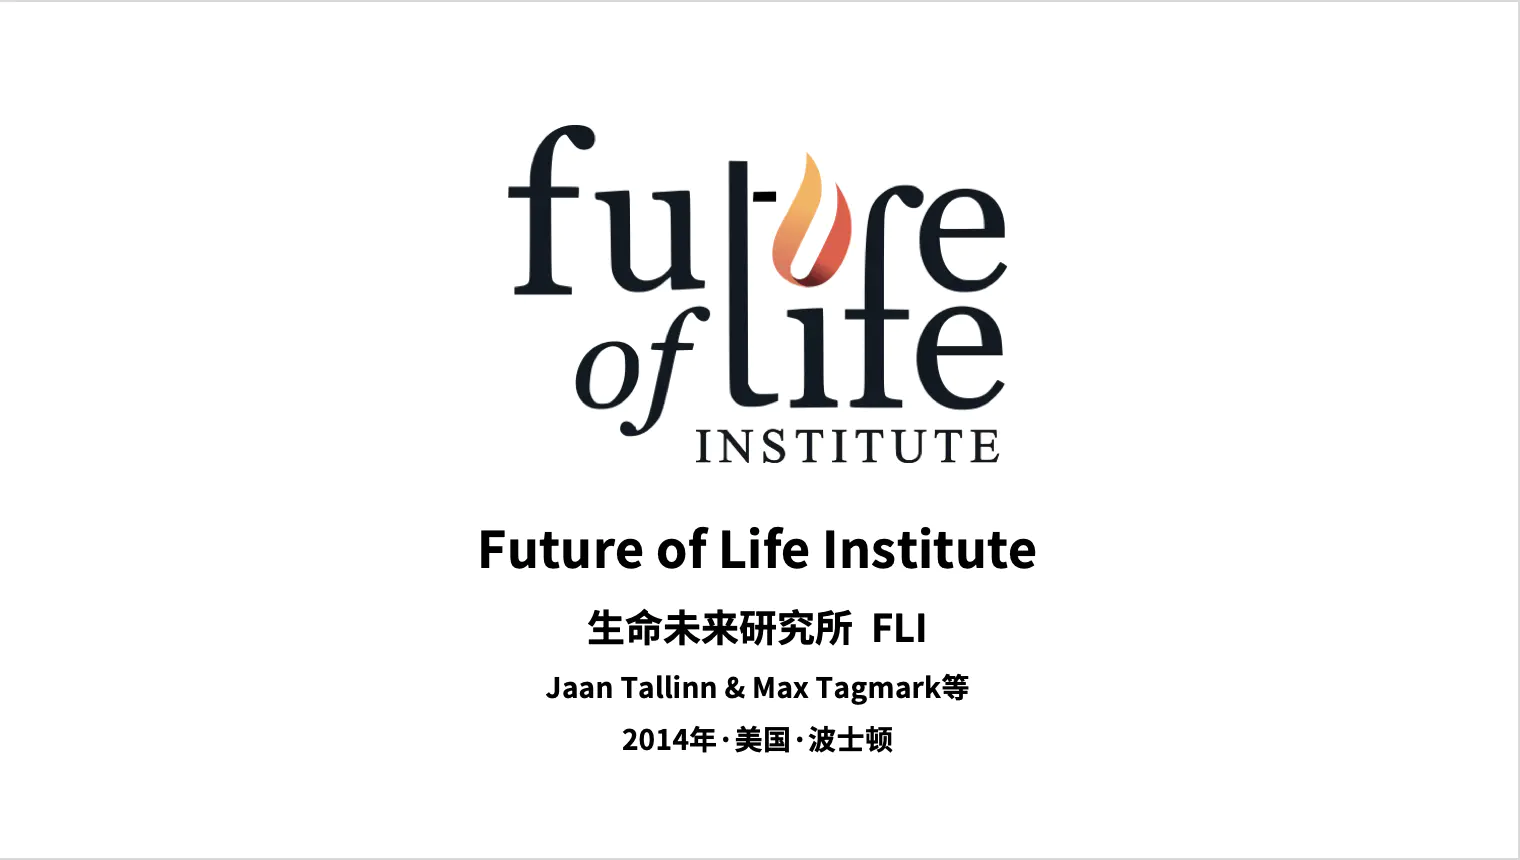 future
of life
INSTITUTE
Future of Life Institute
生命未来研究所 FLI
Jaan Tallinn & Max Tagmark等
2014年·美国·波士顿